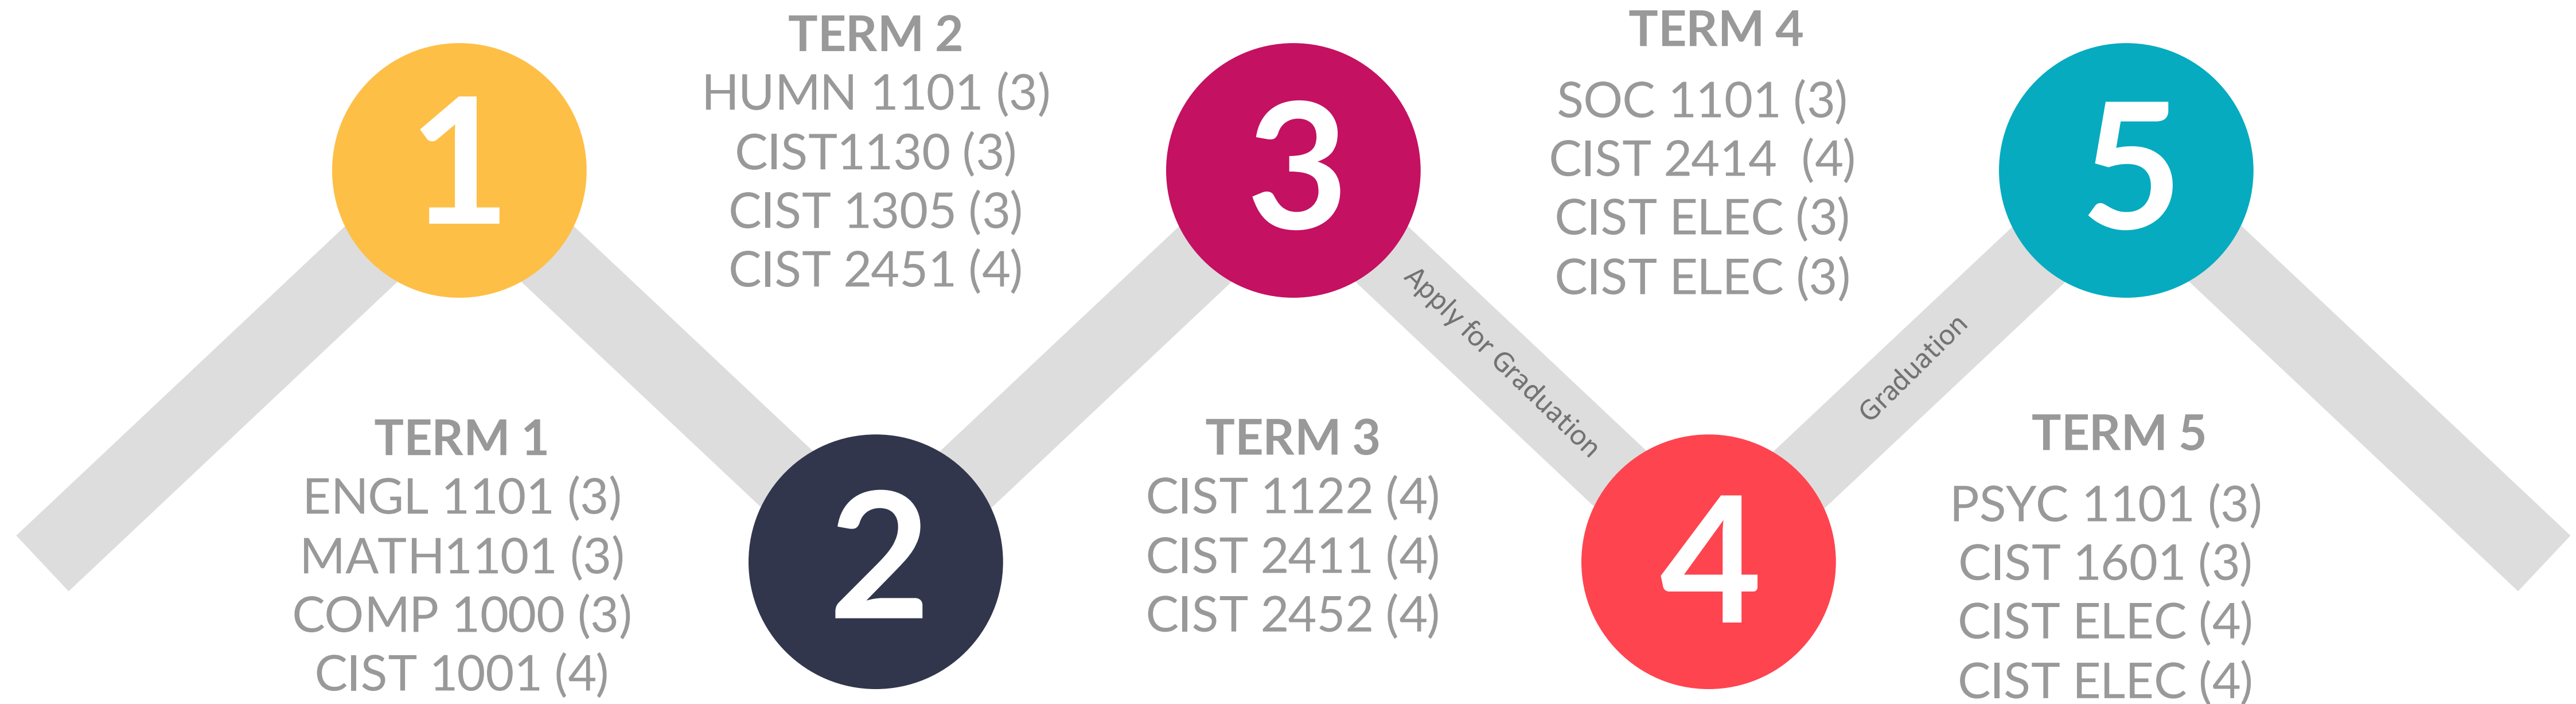 1
TERM 1
ENGL 1101 (3)
MATH1101 (3)
COMP 1000 (3)
CIST 1001 (4)
2
TERM 2
HUMN 1101 (3)
CIST1130 (3)
CIST 1305 (3)
CIST 2451 (4)
3
TERM 3
CIST 1122 (4)
CIST 2411 (4)
CIST 2452 (4)
Apply for Graduation
4
TERM 4
SOC 1101 (3)
CIST 2414 (4)
CIST ELEC (3)
CIST ELEC (3)
Graduation
5
TERM 5
PSYC 1101 (3)
CIST 1601 (3)
CIST ELEC (4)
CIST ELEC (4)